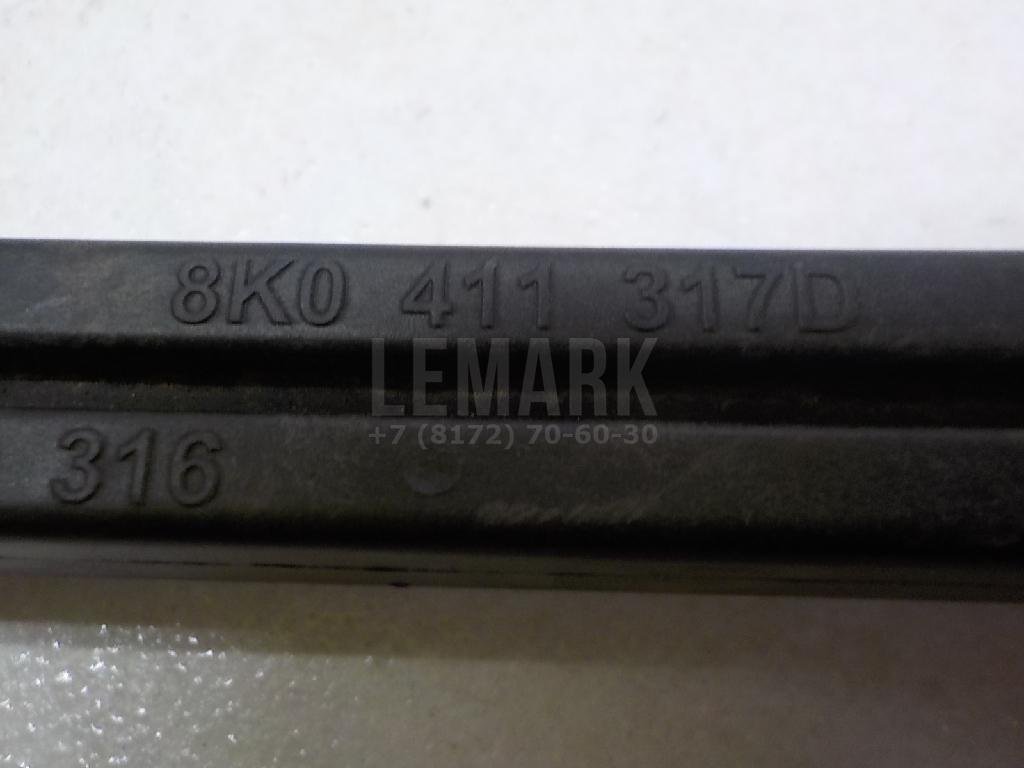 8K0 411 317D
LEMARK
+7 (8172) 70-60-30
316